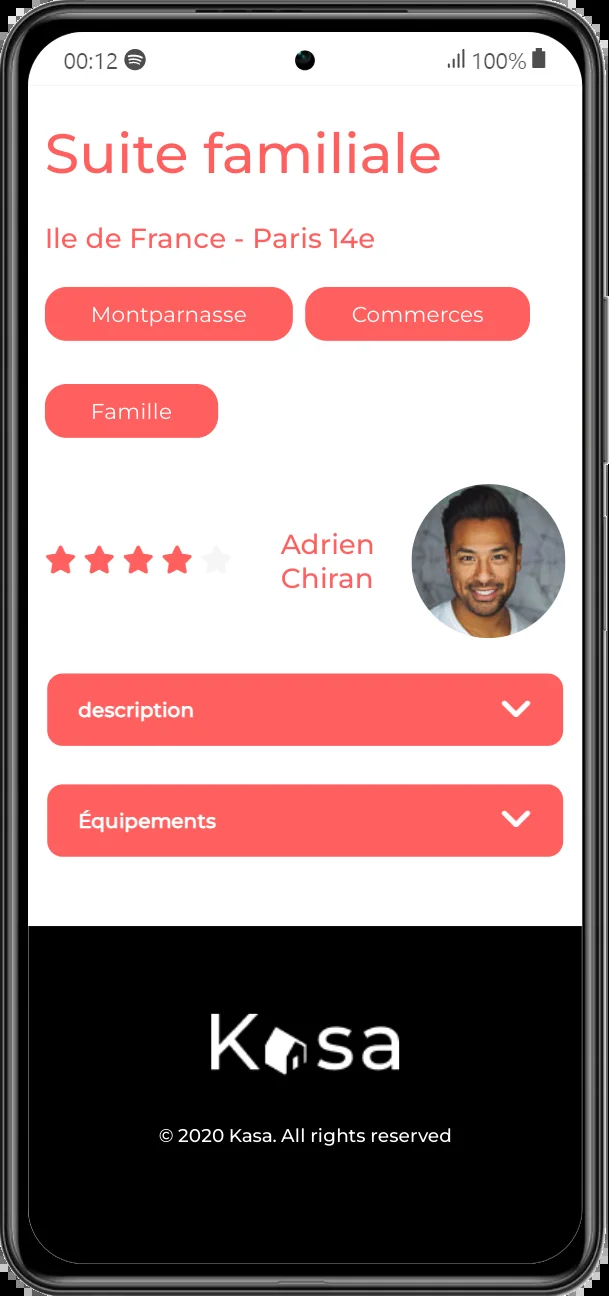 00:12 100%
Suite familiale
Ile de France - Paris 14e
Montparnasse Commerces
Famille
Adrien
Chiran
description
Équipements
Kasa
© 2020 Kasa. All rights reserved